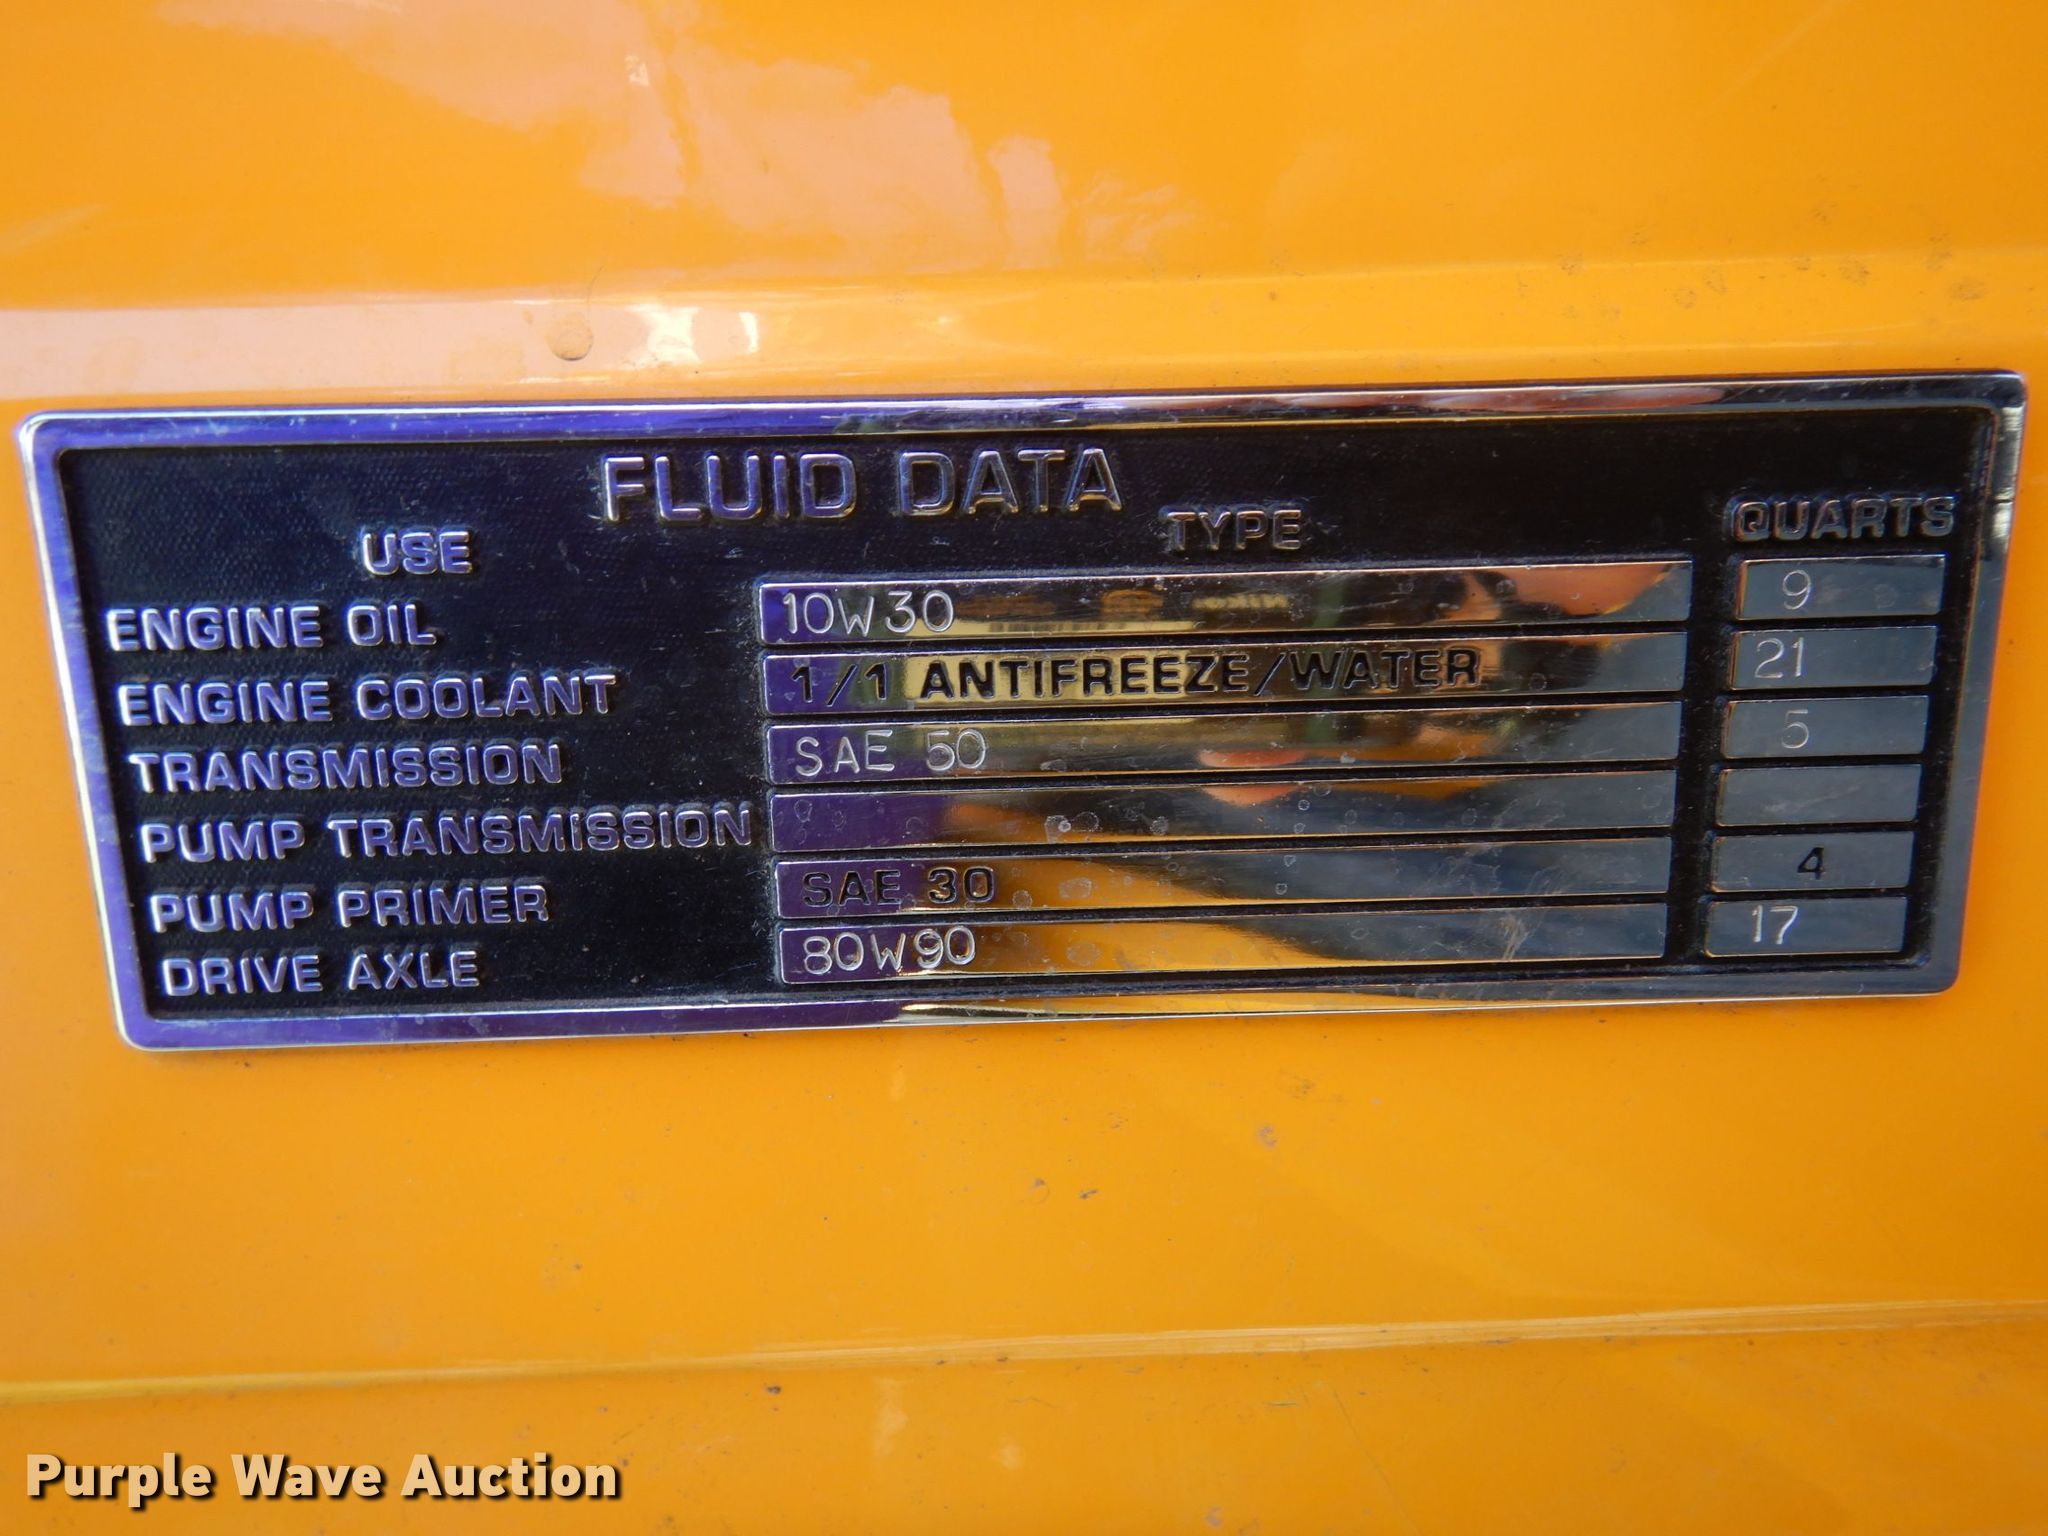 FLUID DATA
USE TYPE QUARTS
ENGINE OIL 10W30 9
ENGINE COOLANT 1/1 ANTIFREEZE/WATER 21
TRANSMISSION SAE 50 5
PUMP TRANSMISSION
PUMP PRIMER SAE 30 4
DRIVE AXLE 80W90 17
Purple Wave Auction